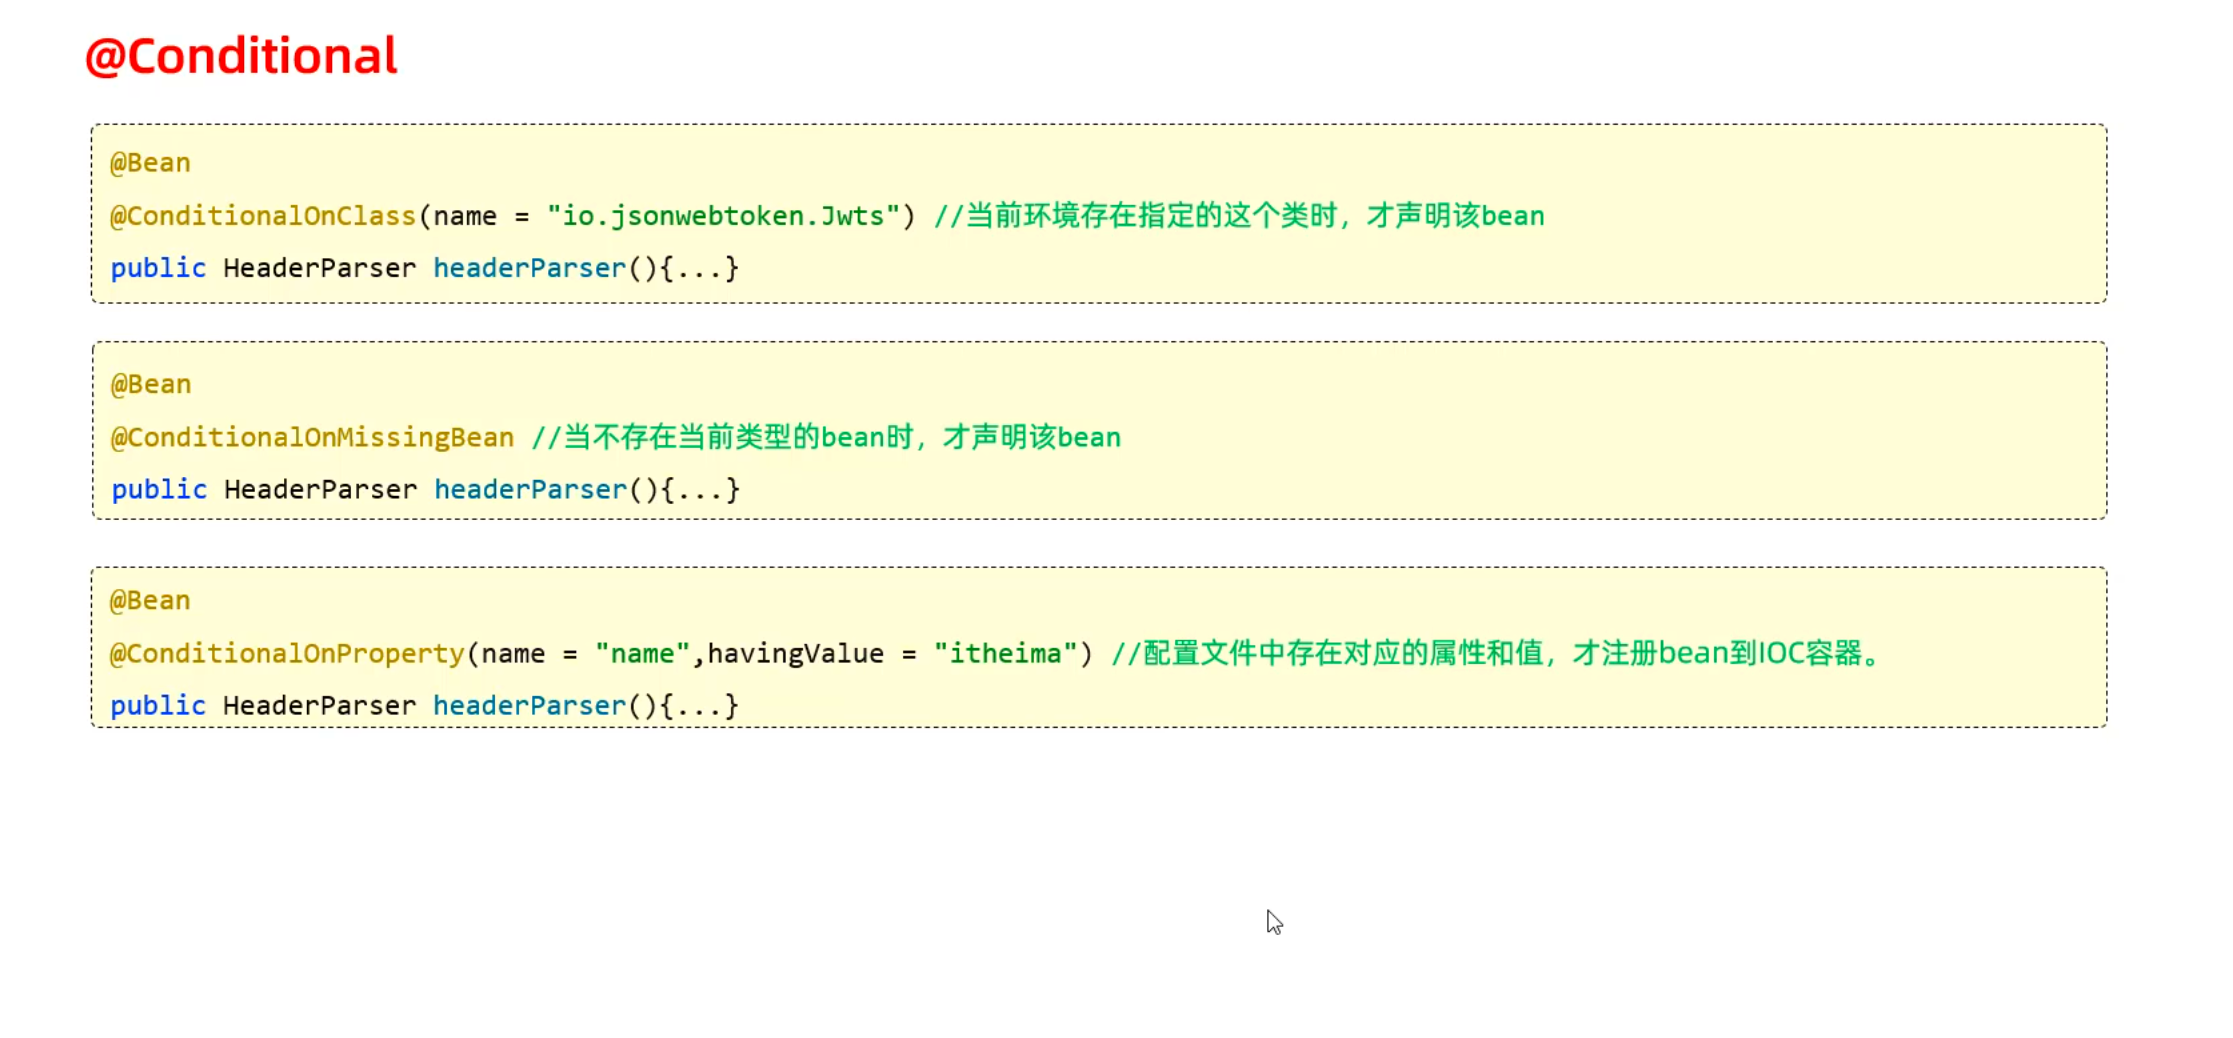 @Conditional
@Bean
@ConditionalOnClass(name = "io.jsonwebtoken.Jwts") //当前环境存在指定的这个类时，才声明该bean
public HeaderParser headerParser(){...}
@Bean
@ConditionalOnMissingBean //当不存在当前类型的bean时，才声明该bean
public HeaderParser headerParser(){...}
@Bean
@ConditionalOnProperty(name = "name",havingValue = "itheima") //配置文件中存在对应的属性和值，才注册bean到IOC容器。
public HeaderParser headerParser(){...}